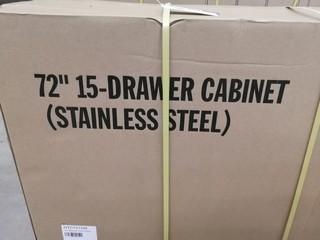 72" 15-DRAWER CABINET
(STAINLESS STEEL)